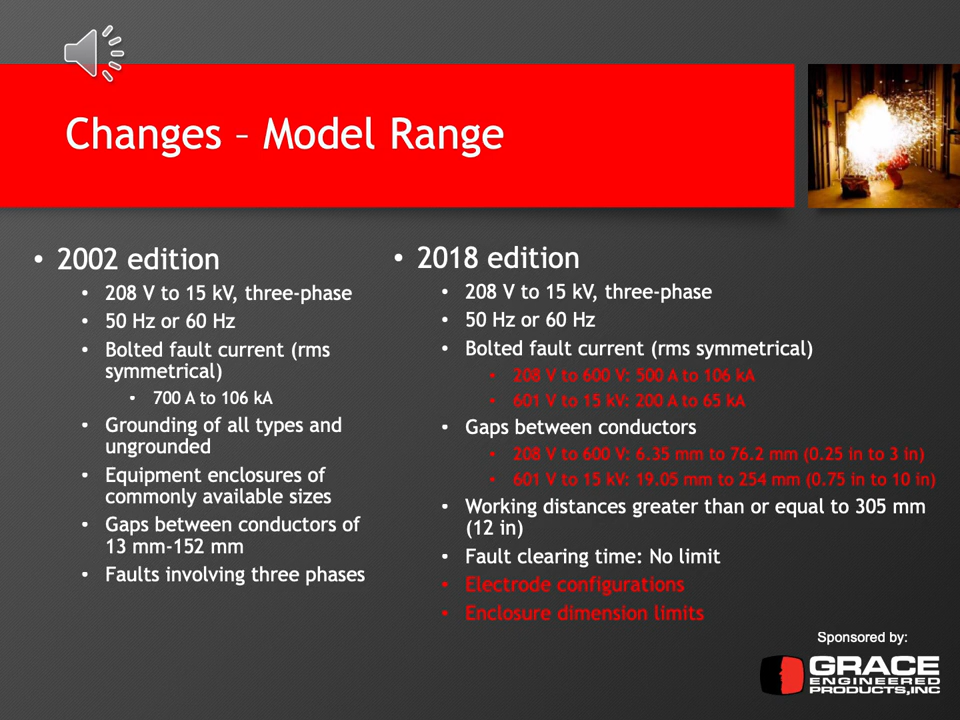 Changes – Model Range
• 2002 edition
• 208 V to 15 kV, three-phase
• 50 Hz or 60 Hz
• Bolted fault current (rms
symmetrical)
• 700 A to 106 kA
• Grounding of all types and
ungrounded
• Equipment enclosures of
commonly available sizes
• Gaps between conductors of
13 mm-152 mm
• Faults involving three phases
• 2018 edition
• 208 V to 15 kV, three-phase
• 50 Hz or 60 Hz
• Bolted fault current (rms symmetrical)
• 208 V to 600 V: 500 A to 106 kA
• 601 V to 15 kV: 200 A to 65 kA
• Gaps between conductors
• 208 V to 600 V: 6.35 mm to 76.2 mm (0.25 in to 3 in)
• 601 V to 15 kV: 19.05 mm to 254 mm (0.75 in to 10 in)
• Working distances greater than or equal to 305 mm
(12 in)
• Fault clearing time: No limit
• Electrode configurations
• Enclosure dimension limits
Sponsored by:
GRACE
ENGINEERED
PRODUCTS,INC